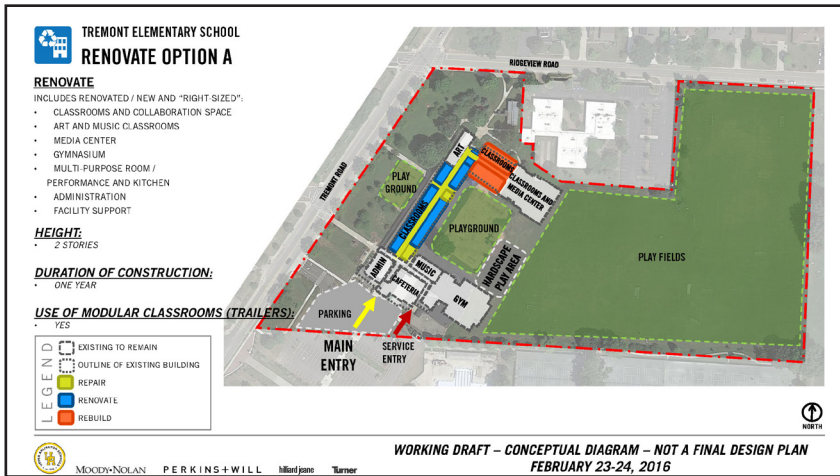 TREMONT ELEMENTARY SCHOOL
RENOVATE OPTION A
RENOVATE
INCLUDES RENOVATED / NEW AND "RIGHT-SIZED":
• CLASSROOMS AND COLLABORATION SPACE
• ART AND MUSIC CLASSROOMS
• MEDIA CENTER
• GYMNASIUM
• MULTI-PURPOSE ROOM /
PERFORMANCE AND KITCHEN
• ADMINISTRATION
• FACILITY SUPPORT
HEIGHT:
• 2 STORIES
DURATION OF CONSTRUCTION:
• ONE YEAR
USE OF MODULAR CLASSROOMS (TRAILERS):
• YES
LEGEND
EXISTING TO REMAIN
OUTLINE OF EXISTING BUILDING
REPAIR
RENOVATE
REBUILD
RIDGEVIEW ROAD
TREMONT ROAD
ART
CLASSROOMS
CLASSROOMS AND
MEDIA CENTER
PLAY
GROUND
CLASSROOMS
PLAYGROUND
HARDSCAPE
PLAY AREA
PLAY FIELDS
ADMIN
MUSIC
CAFETERIA
GYM
PARKING
MAIN
ENTRY
SERVICE
ENTRY
NORTH
MOODY•NOLAN
PERKINS+WILL
hilliard jeane
Turner
WORKING DRAFT – CONCEPTUAL DIAGRAM – NOT A FINAL DESIGN PLAN
FEBRUARY 23-24, 2016